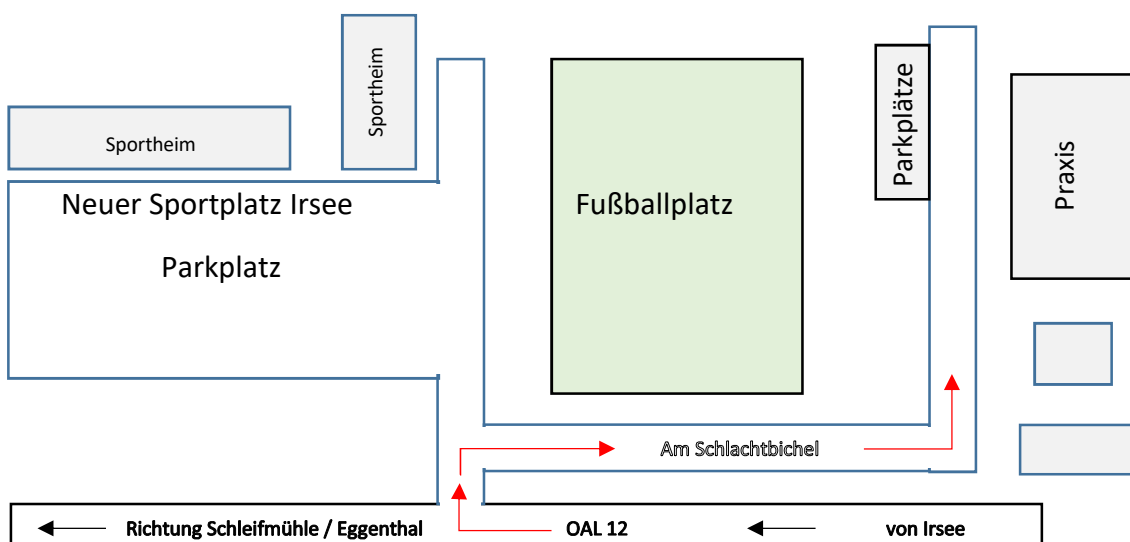 Sportheim
Sportheim
Neuer Sportplatz Irsee
Parkplatz
Fußballplatz
Parkplätze
Praxis
Am Schlachtbichel
Richtung Schleifmühle / Eggenthal
OAL 12
von Irsee